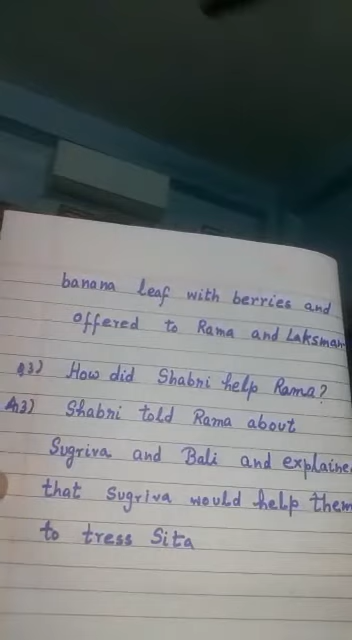 banana leaf with berries and
offered to Rama and Laksman
Q3) How did Shabri help Rama?
A3) Shabri told Rama about
Sugriva and Bali and explaine
that Sugriva would help them
to tress Sita